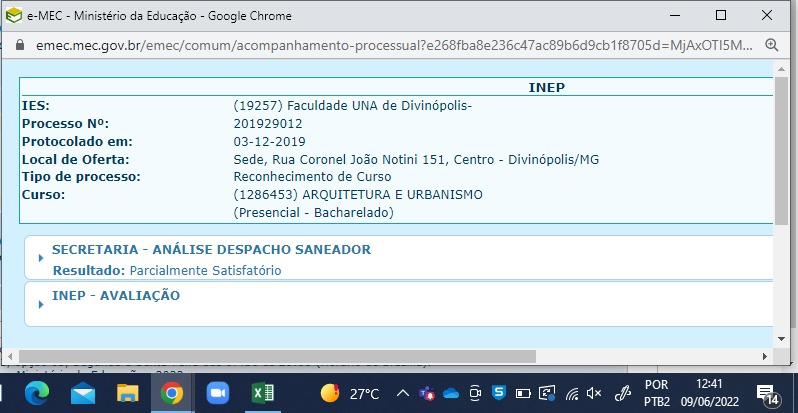 e-MEC - Ministério da Educação - Google Chrome
emec.mec.gov.br/emec/comum/acompanhamento-processual?e268fba8e236c47ac89b6d9cb1f8705d=MjAxOTI5M...
INEP
IES: (19257) Faculdade UNA de Divinópolis-
Processo Nº: 201929012
Protocolado em: 03-12-2019
Local de Oferta: Sede, Rua Coronel João Notini 151, Centro - Divinópolis/MG
Tipo de processo: Reconhecimento de Curso
Curso: (1286453) ARQUITETURA E URBANISMO
(Presencial - Bacharelado)
SECRETARIA - ANÁLISE DESPACHO SANEADOR
Resultado: Parcialmente Satisfatório
INEP - AVALIAÇÃO
27°C
POR
PTB2
12:41
09/06/2022
14